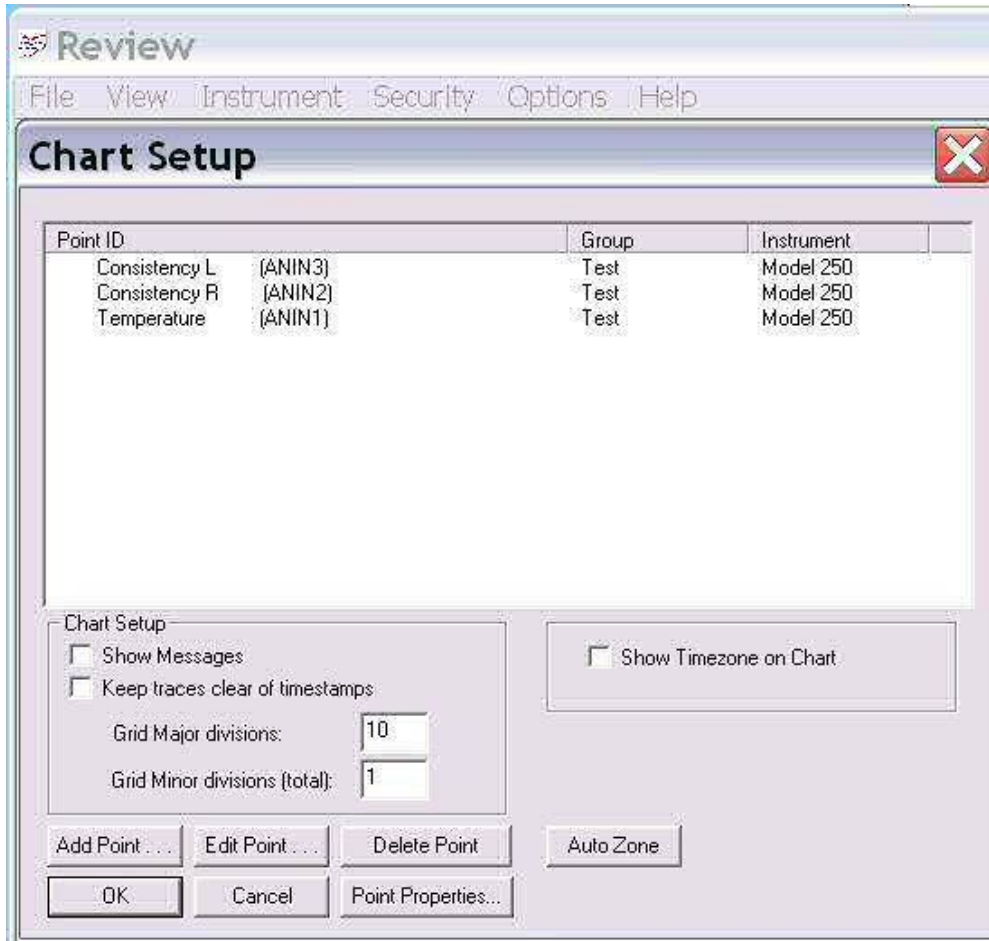 Review
File View Instrument Security Options Help
Chart Setup
Point ID Group Instrument
Consistency L (ANIN3) Test Model 250
Consistency R (ANIN2) Test Model 250
Temperature (ANIN1) Test Model 250
Chart Setup
Show Messages
Keep traces clear of timestamps
Grid Major divisions: 10
Grid Minor divisions (total): 1
Show Timezone on Chart
Add Point . . . Edit Point . . . Delete Point Auto Zone
OK Cancel Point Properties...